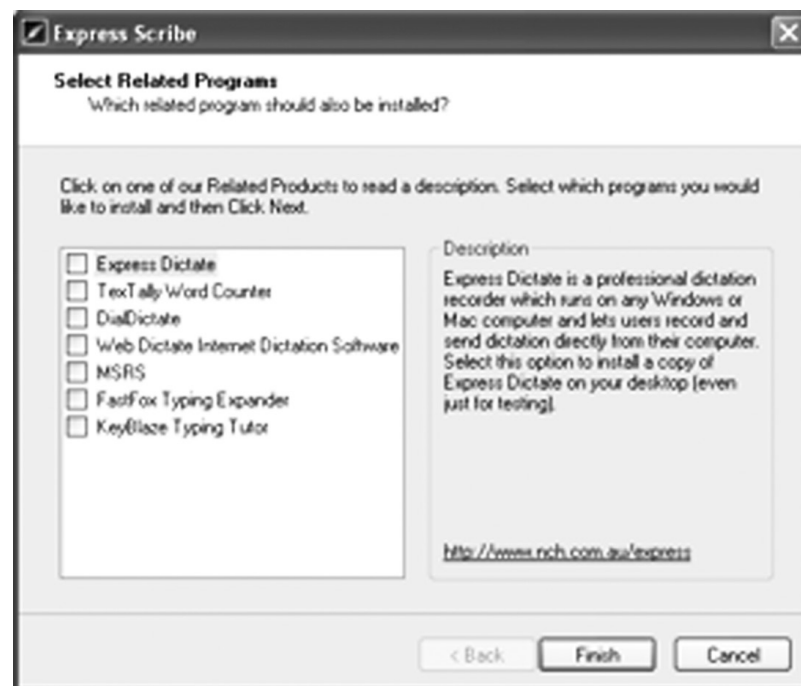 Express Scribe
Select Related Programs
Which related program should also be installed?
Click on one of our Related Products to read a description. Select which programs you would
like to install and then Click Next.
Express Dictate
TexTally Word Counter
DialDictate
Web Dictate Internet Dictation Software
MSRS
FastFox Typing Expander
KeyBlaze Typing Tutor
Description
Express Dictate is a professional dictation
recorder which runs on any Windows or
Mac computer and lets users record and
send dictation directly from their computer.
Select this option to install a copy of
Express Dictate on your desktop (even
just for testing).
http://www.nch.com.au/express
< Back
Finish
Cancel